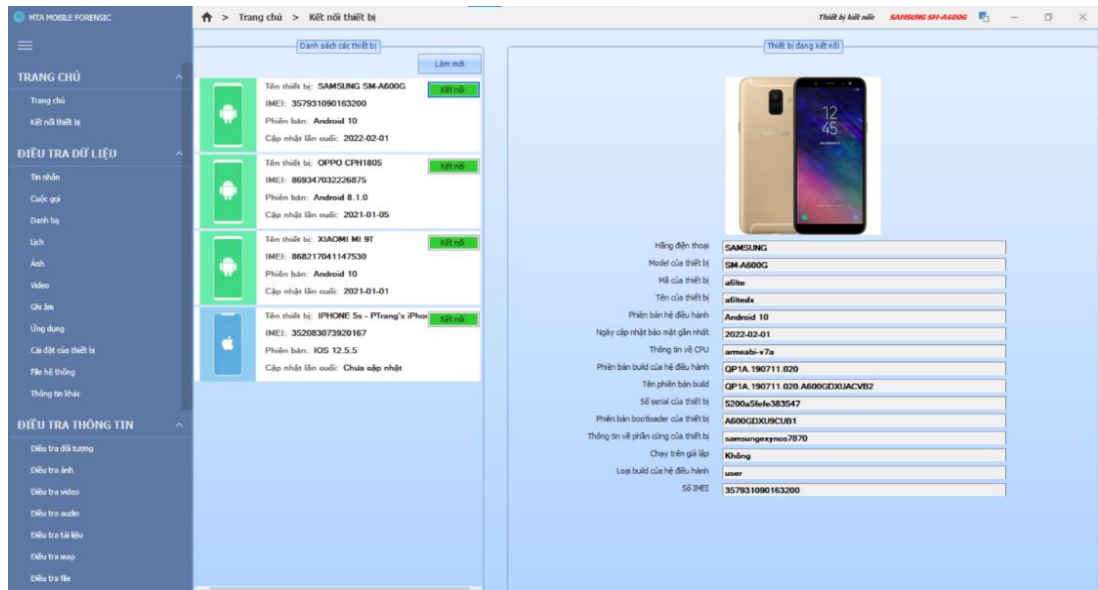 MTA MOBILE FORENSIC
> Trang chủ > Kết nối thiết bị
Thiết bị kết nối: SAMSUNG SM-A600G
TRANG CHỦ
Trang chủ
Kết nối thiết bị
ĐIỀU TRA DỮ LIỆU
Tin nhắn
Cuộc gọi
Danh bạ
Lịch
Ảnh
Video
Ghi âm
Ứng dụng
Cài đặt của thiết bị
File hệ thống
Thông tin khác
ĐIỀU TRA THÔNG TIN
Điều tra đối tượng
Điều tra ảnh
Điều tra video
Điều tra audio
Điều tra tài liệu
Điều tra map
Điều tra file
Danh sách các thiết bị
Làm mới
Tên thiết bị: SAMSUNG SM-A600G
Kết nối
IMEI: 357931090163200
Phiên bản: Android 10
Cập nhật lần cuối: 2022-02-01
Tên thiết bị: OPPO CPH1805
Kết nối
IMEI: 869347032226875
Phiên bản: Android 8.1.0
Cập nhật lần cuối: 2021-01-05
Tên thiết bị: XIAOMI MI 9T
Kết nối
IMEI: 868217041147530
Phiên bản: Android 10
Cập nhật lần cuối: 2021-01-01
Tên thiết bị: IPHONE 5s - PTrang's iPhon
Kết nối
IMEI: 352083073920167
Phiên bản: IOS 12.5.5
Cập nhật lần cuối: Chưa cập nhật
Thiết bị đang kết nối
SAMSUNG
12
45
Hãng điện thoại SAMSUNG
Model của thiết bị SM-A600G
Mã của thiết bị a6lte
Tên của thiết bị a6ltedx
Phiên bản hệ điều hành Android 10
Ngày cập nhật bảo mật gần nhất 2022-02-01
Thông tin về CPU armeabi-v7a
Phiên bản build của hệ điều hành QP1A.190711.020
Tên phiên bản build QP1A.190711.020.A600GDXUACVB2
Số serial của thiết bị 5200a5fefe383547
Phiên bản bootloader của thiết bị A600GDXU9CUB1
Thông tin về phần cứng của thiết bị samsungexynos7870
Chạy trên giả lập Không
Loại build của hệ điều hành user
Số IMEI 357931090163200